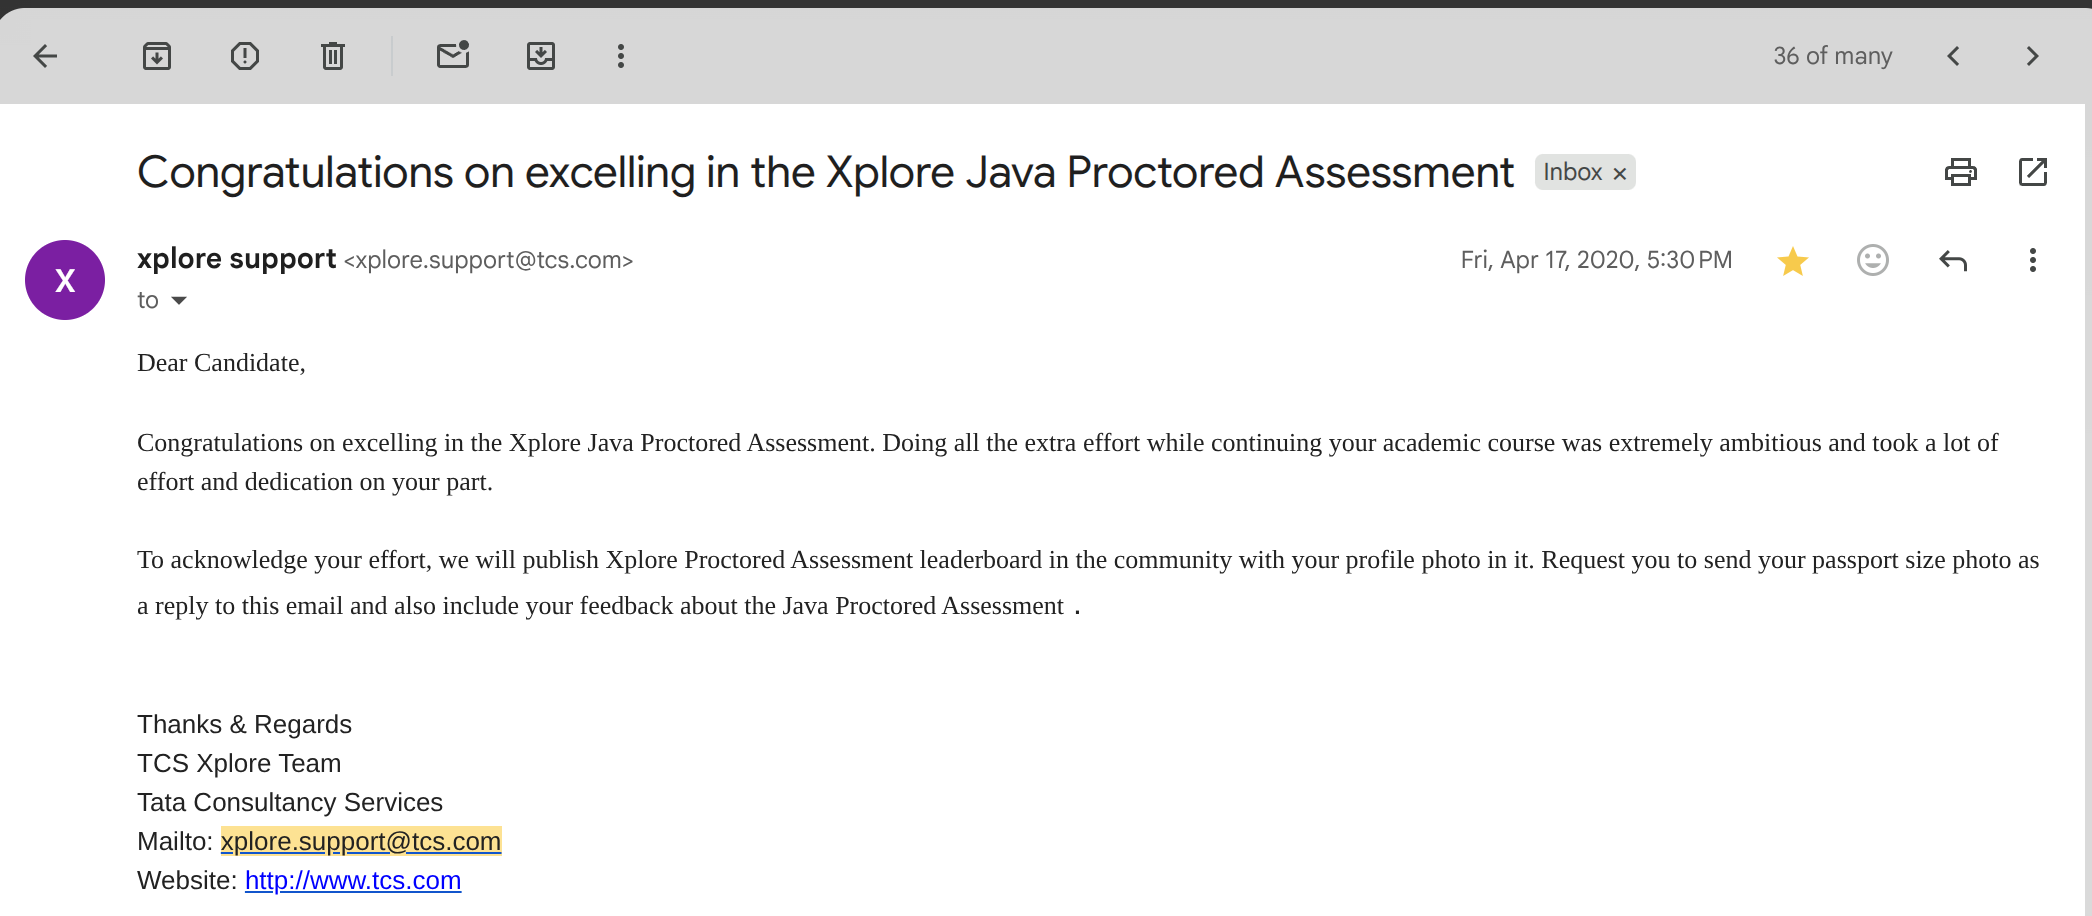 36 of many
Congratulations on excelling in the Xplore Java Proctored Assessment Inbox ×
X
xplore support <xplore.support@tcs.com>
Fri, Apr 17, 2020, 5:30 PM
to
Dear Candidate,
Congratulations on excelling in the Xplore Java Proctored Assessment. Doing all the extra effort while continuing your academic course was extremely ambitious and took a lot of
effort and dedication on your part.
To acknowledge your effort, we will publish Xplore Proctored Assessment leaderboard in the community with your profile photo in it. Request you to send your passport size photo as
a reply to this email and also include your feedback about the Java Proctored Assessment .
Thanks & Regards
TCS Xplore Team
Tata Consultancy Services
Mailto: xplore.support@tcs.com
Website: http://www.tcs.com